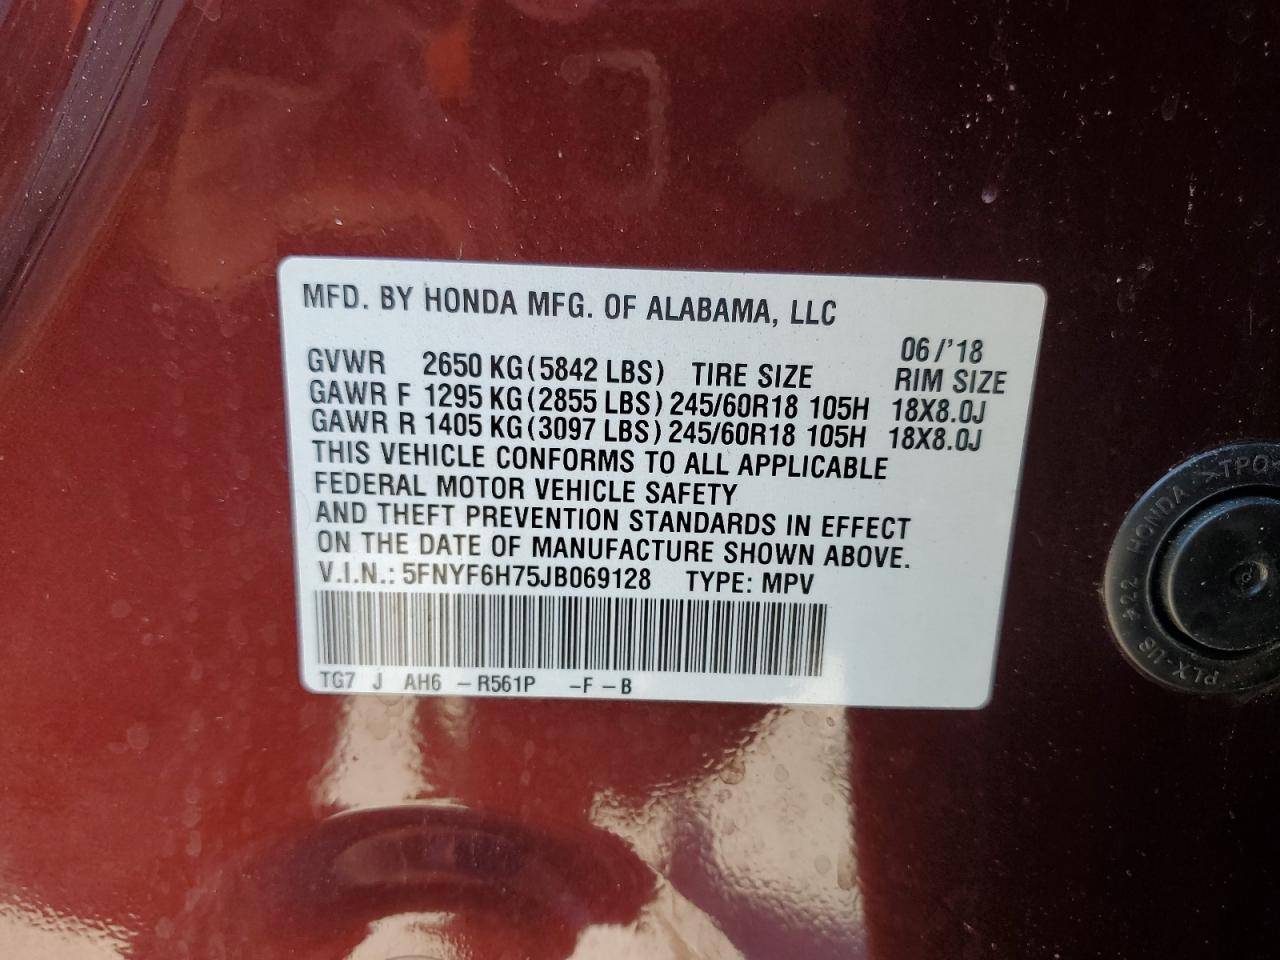 MFD. BY HONDA MFG. OF ALABAMA, LLC
06/'18
GVWR 2650 KG(5842 LBS) TIRE SIZE RIM SIZE
GAWR F 1295 KG(2855 LBS) 245/60R18 105H 18X8.0J
GAWR R 1405 KG(3097 LBS) 245/60R18 105H 18X8.0J
THIS VEHICLE CONFORMS TO ALL APPLICABLE
FEDERAL MOTOR VEHICLE SAFETY
AND THEFT PREVENTION STANDARDS IN EFFECT
ON THE DATE OF MANUFACTURE SHOWN ABOVE.
V.I.N.: 5FNYF6H75JB069128 TYPE: MPV
TG7 J AH6 -R561P -F-B
PLX-U8 *22 HONDA >TPO